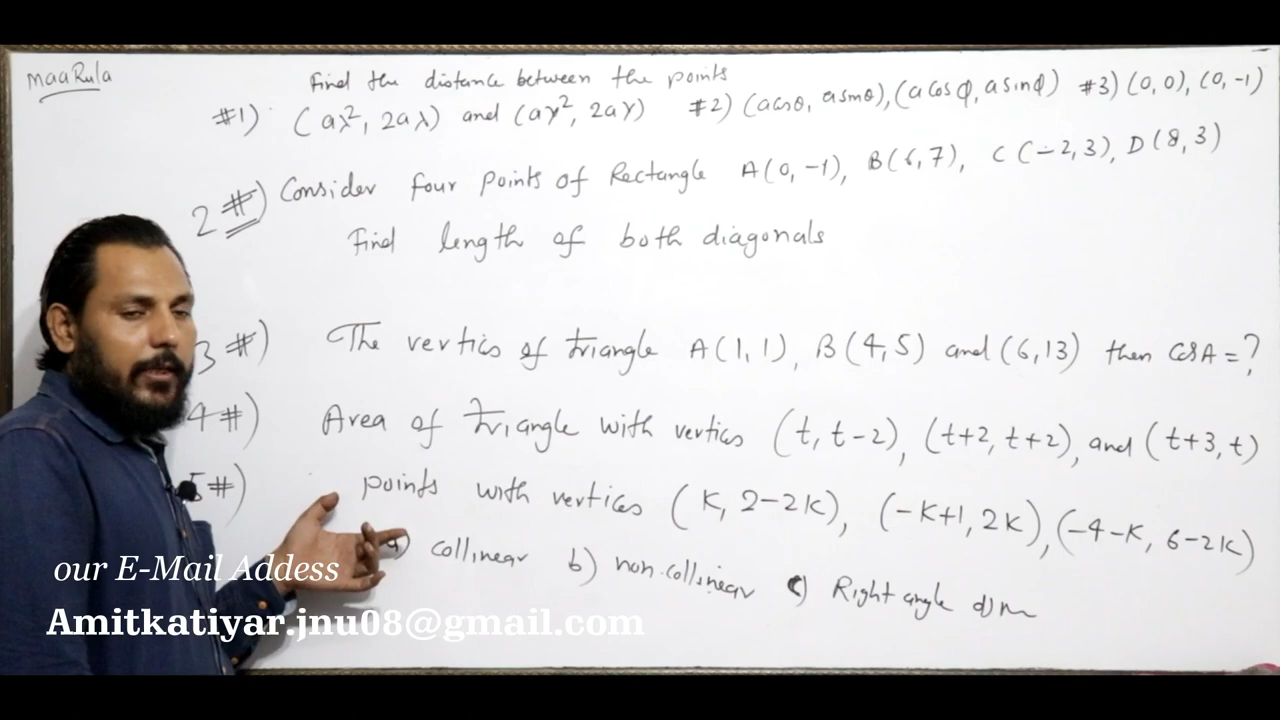 maaRula
Find the distance between the points
#1) (aλ², 2aλ) and (aγ², 2aγ) #2) (acosθ, asinθ), (a cos φ, a sin φ) #3) (0, 0), (0, -1)
2 #) Consider four points of Rectangle A(0, -1), B(6, 7), C(-2, 3), D(8, 3)
Find length of both diagonals
3 #) The vertics of triangle A(1, 1), B(4, 5) and (6, 13) then cosA = ?
4 #) Area of Triangle with vertics (t, t-2), (t+2, t+2), and (t+3, t)
5 #) points with vertices (K, 2-2K), (-K+1, 2K), (-4-K, 6-2K)
a) collinear b) non.collinear c) Right angle d)
our E-Mail Addess
Amitkatiyar.jnu08@gmail.com